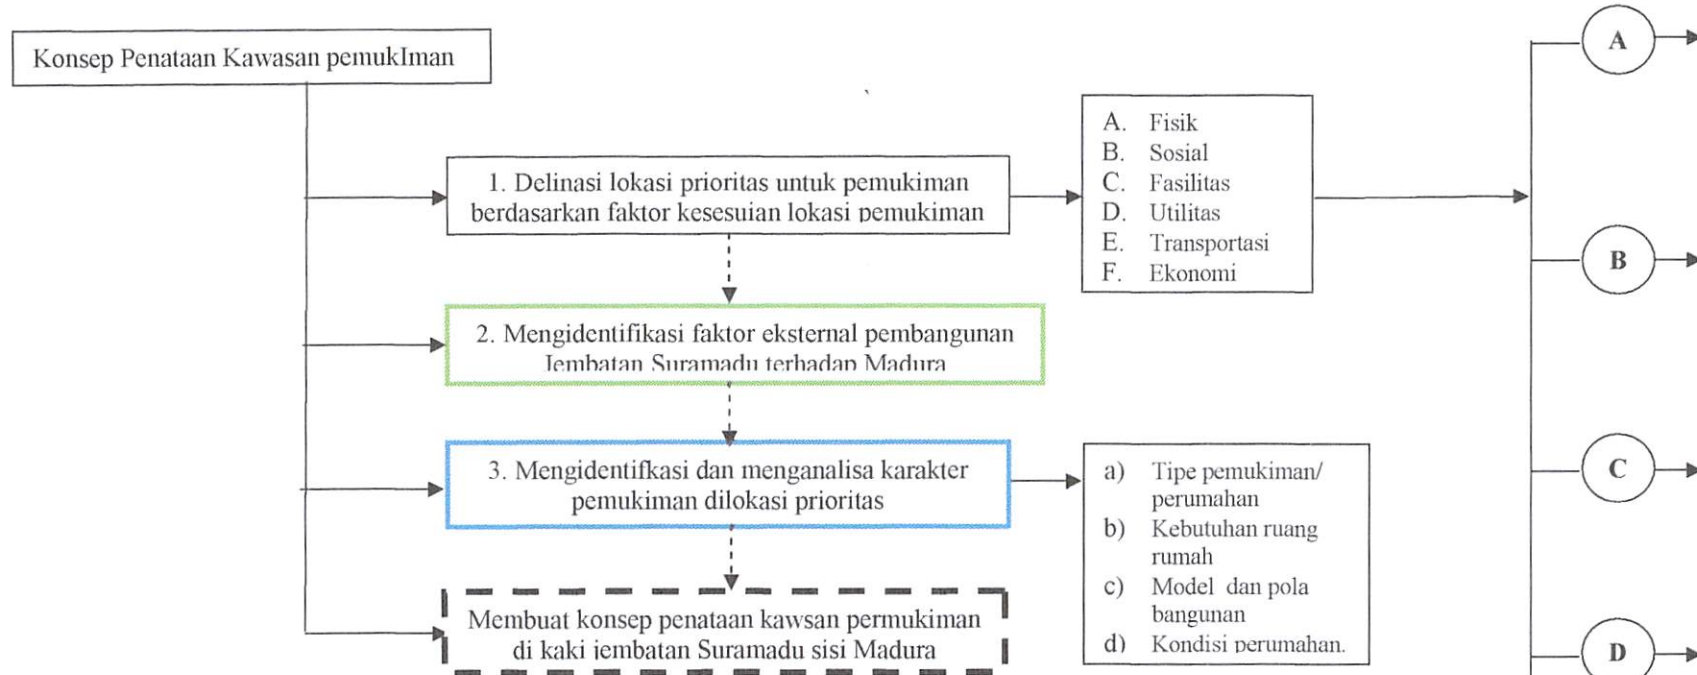 Konsep Penataan Kawasan pemukIman
1. Delinasi lokasi prioritas untuk pemukiman
berdasarkan faktor kesesuian lokasi pemukiman
A. Fisik
B. Sosial
C. Fasilitas
D. Utilitas
E. Transportasi
F. Ekonomi
2. Mengidentifikasi faktor eksternal pembangunan
Jembatan Suramadu terhadap Madura
3. Mengidentifkasi dan menganalisa karakter
pemukiman dilokasi prioritas
a) Tipe pemukiman/
perumahan
b) Kebutuhan ruang
rumah
c) Model dan pola
bangunan
d) Kondisi perumahan.
Membuat konsep penataan kawsan permukiman
di kaki jembatan Suramadu sisi Madura
A
B
C
D